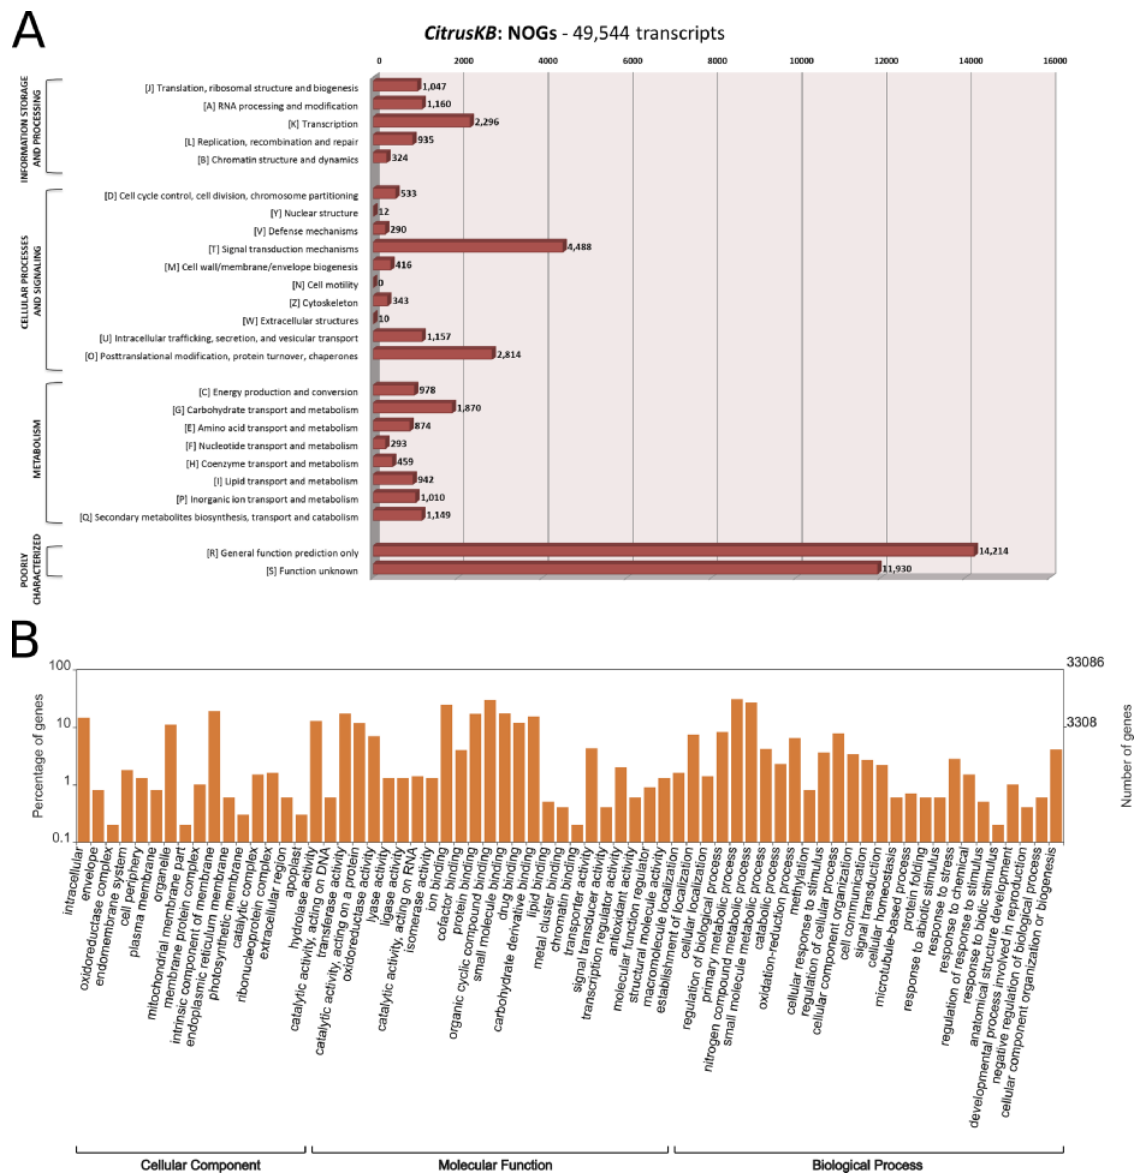 A
CitrusKB: NOGs - 49,544 transcripts
0 2000 4000 6000 8000 10000 12000 14000 16000
INFORMATION STORAGE
AND PROCESSING
[J] Translation, ribosomal structure and biogenesis 1,047
[A] RNA processing and modification 1,160
[K] Transcription 2,296
[L] Replication, recombination and repair 935
[B] Chromatin structure and dynamics 324
CELLULAR PROCESSES
AND SIGNALING
[D] Cell cycle control, cell division, chromosome partitioning 533
[Y] Nuclear structure 12
[V] Defense mechanisms 290
[T] Signal transduction mechanisms 4,488
[M] Cell wall/membrane/envelope biogenesis 416
[N] Cell motility 0
[Z] Cytoskeleton 343
[W] Extracellular structures 10
[U] Intracellular trafficking, secretion, and vesicular transport 1,157
[O] Posttranslational modification, protein turnover, chaperones 2,814
METABOLISM
[C] Energy production and conversion 978
[G] Carbohydrate transport and metabolism 1,870
[E] Amino acid transport and metabolism 874
[F] Nucleotide transport and metabolism 293
[H] Coenzyme transport and metabolism 459
[I] Lipid transport and metabolism 942
[P] Inorganic ion transport and metabolism 1,010
[Q] Secondary metabolites biosynthesis, transport and catabolism 1,149
POORLY
CHARACTERIZED
[R] General function prediction only 14,214
[S] Function unknown 11,930
B
Percentage of genes
100
10
1
0.1
33086
3308
Number of genes
intracellular
envelope
oxidoreductase complex
endomembrane system
cell periphery
plasma membrane
organelle
mitochondrial membrane part
membrane protein complex
intrinsic component of membrane
endoplasmic reticulum membrane
photosynthetic membrane
catalytic complex
ribonucleoprotein complex
extracellular region
apoplast
hydrolase activity
catalytic activity, acting on DNA
transferase activity
catalytic activity, acting on a protein
oxidoreductase activity
lyase activity
ligase activity
catalytic activity, acting on RNA
isomerase activity
ion binding
cofactor binding
protein binding
organic cyclic compound binding
small molecule binding
drug binding
carbohydrate derivative binding
lipid binding
metal cluster binding
chromatin binding
transporter activity
signal transducer activity
transcription regulator activity
antioxidant activity
molecular function regulator
structural molecule activity
macromolecule localization
establishment of localization
cellular localization
regulation of biological process
primary metabolic process
nitrogen compound metabolic process
small molecule metabolic process
catabolic process
oxidation-reduction process
methylation
cellular response to stimulus
regulation of cellular process
cellular component organization
cell communication
signal transduction
cellular homeostasis
microtubule-based process
protein folding
response to abiotic stimulus
response to stress
response to chemical
regulation of response to stimulus
response to biotic stimulus
anatomical structure development
developmental process involved in reproduction
negative regulation of biological process
cellular component organization or biogenesis
Cellular Component
Molecular Function
Biological Process